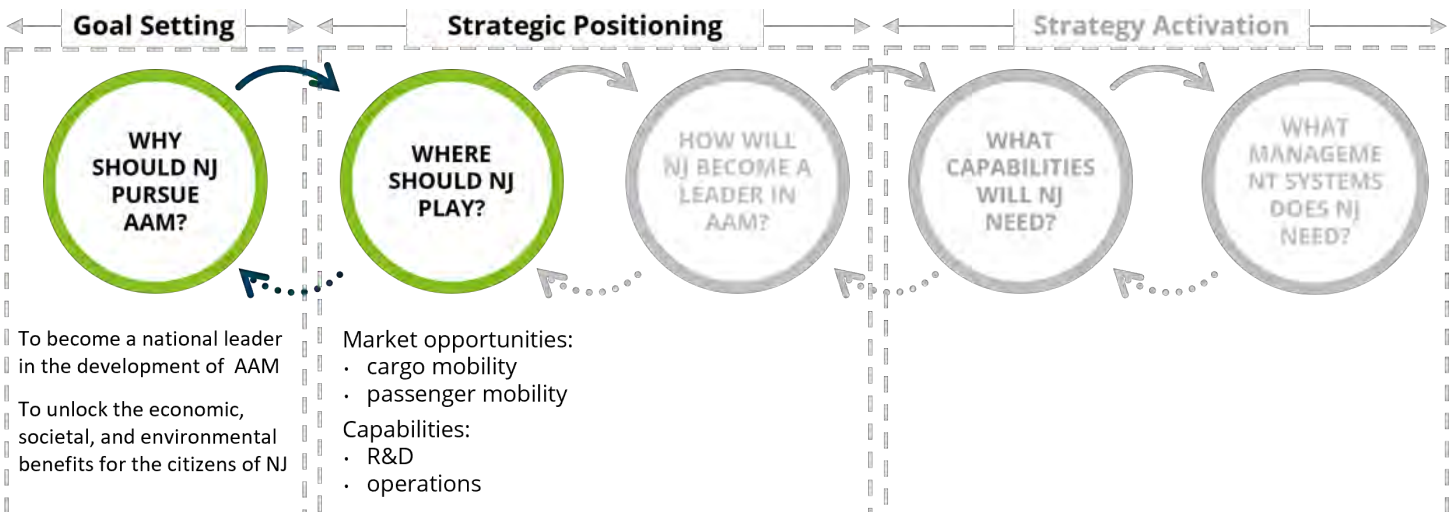 Goal Setting
Strategic Positioning
Strategy Activation
WHY
SHOULD NJ
PURSUE
AAM?
WHERE
SHOULD NJ
PLAY?
HOW WILL
NJ BECOME A
LEADER IN
AAM?
WHAT
CAPABILITIES
WILL NJ
NEED?
WHAT
MANAGEME
NT SYSTEMS
DOES NJ
NEED?
To become a national leader
in the development of AAM
To unlock the economic,
societal, and environmental
benefits for the citizens of NJ
Market opportunities:
· cargo mobility
· passenger mobility
Capabilities:
· R&D
· operations